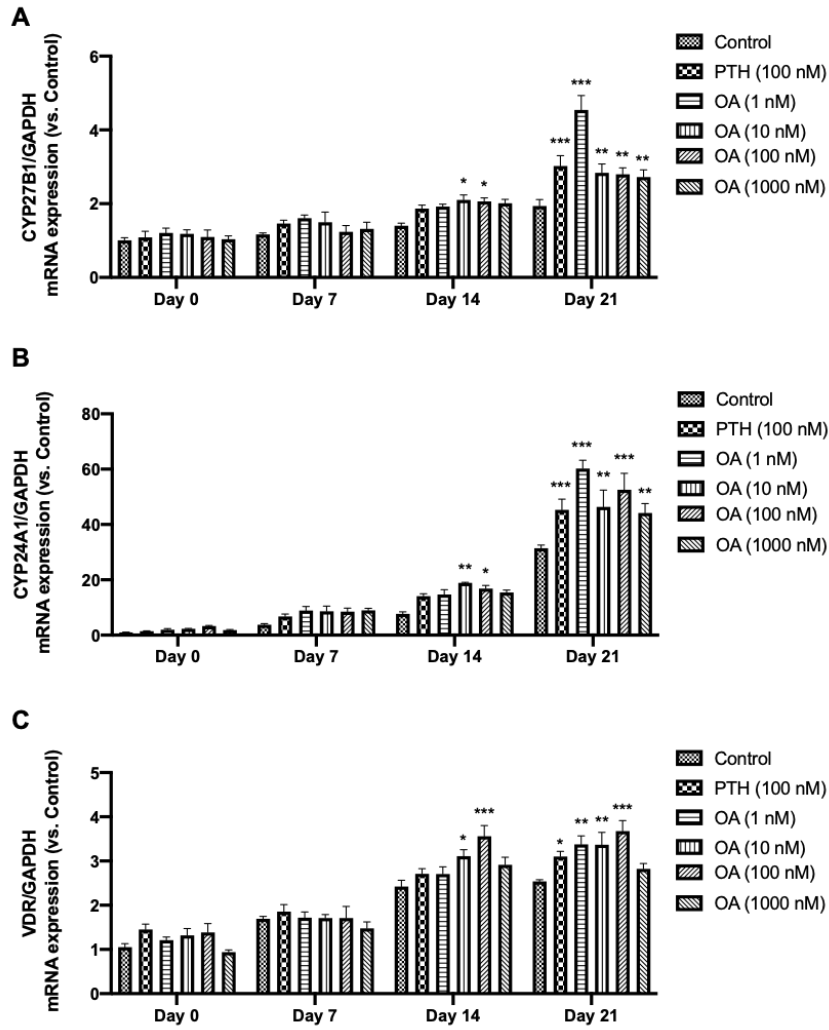 A
CYP27B1/GAPDH
mRNA expression (vs. Control)
6
4
2
0
Day 0
Day 7
Day 14
Day 21
*
*
***
***
**
**
**
Control
PTH (100 nM)
OA (1 nM)
OA (10 nM)
OA (100 nM)
OA (1000 nM)
B
CYP24A1/GAPDH
mRNA expression (vs. Control)
80
60
40
20
0
Day 0
Day 7
Day 14
Day 21
**
*
***
***
**
***
**
Control
PTH (100 nM)
OA (1 nM)
OA (10 nM)
OA (100 nM)
OA (1000 nM)
C
VDR/GAPDH
mRNA expression (vs. Control)
5
4
3
2
1
0
Day 0
Day 7
Day 14
Day 21
*
***
*
**
**
***
Control
PTH (100 nM)
OA (1 nM)
OA (10 nM)
OA (100 nM)
OA (1000 nM)